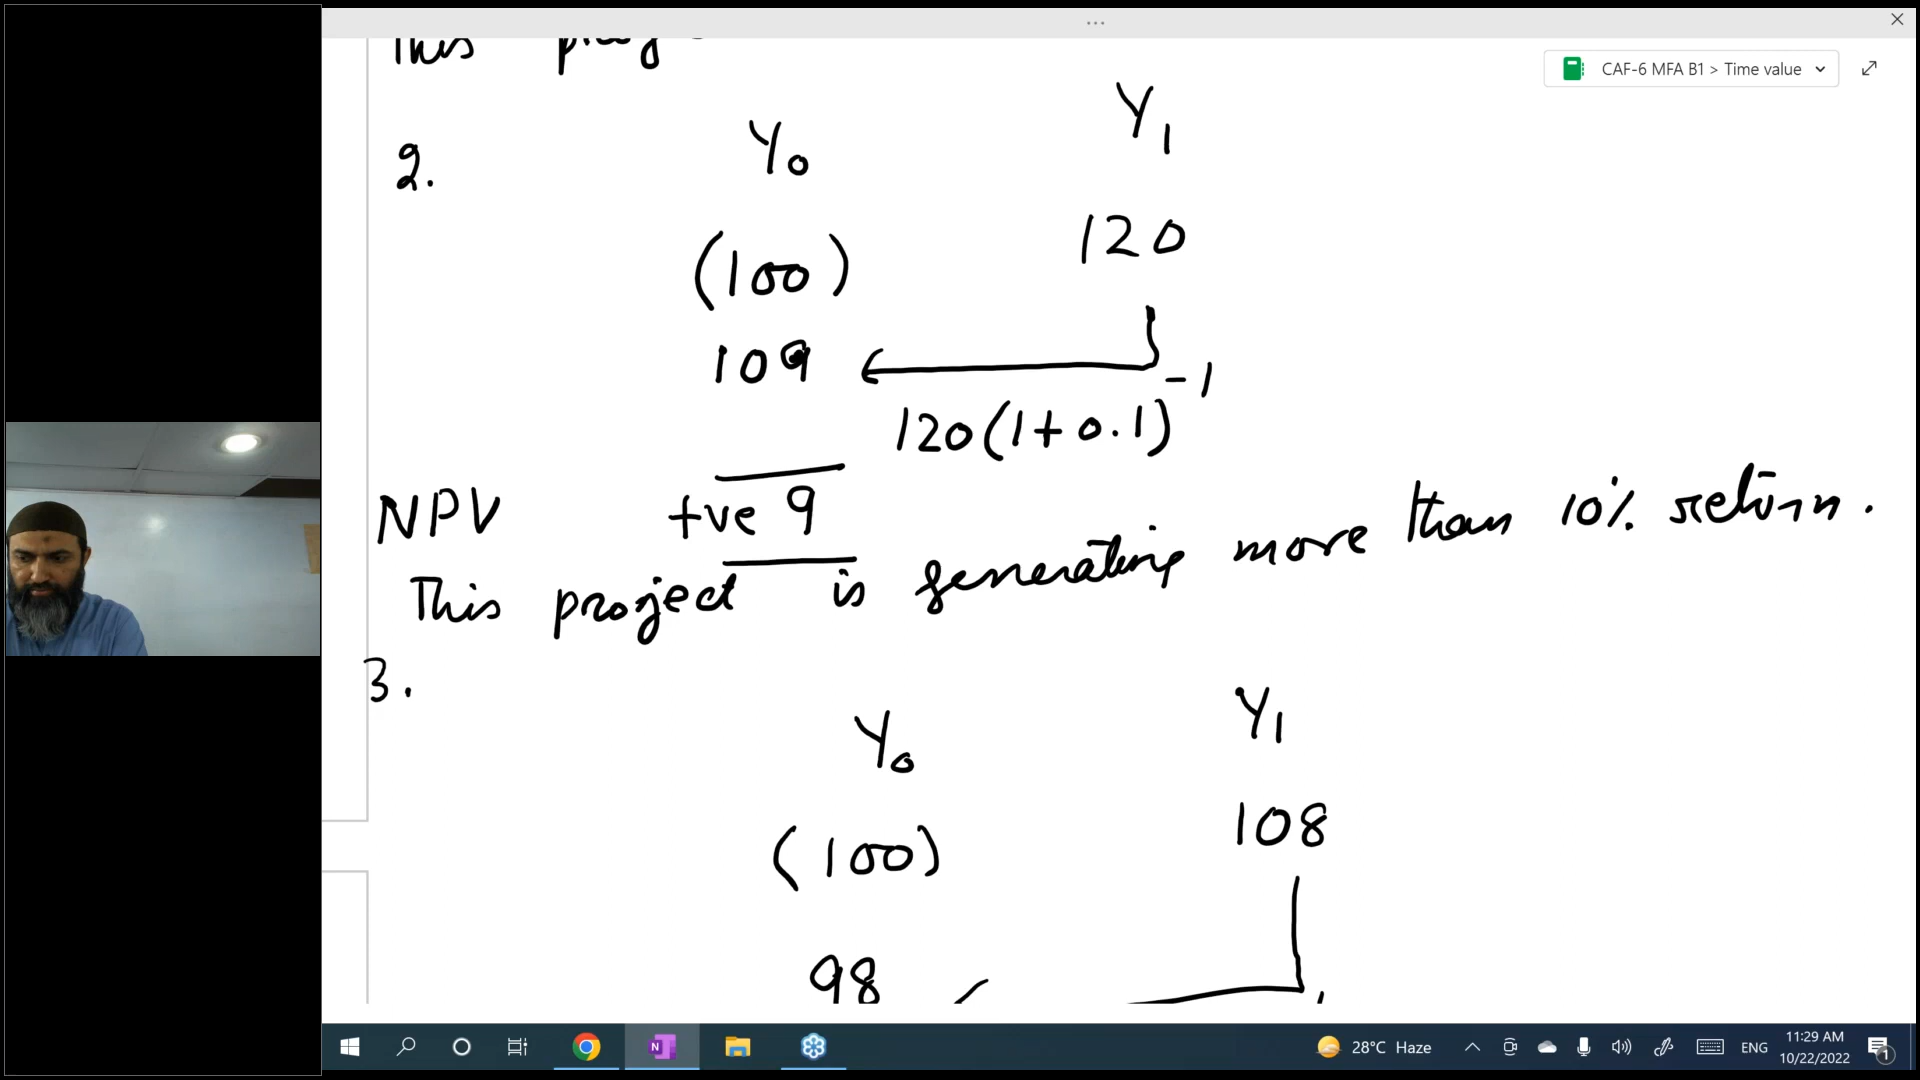 CAF-6 MFA B1 > Time value
This
2.
Y0 Y1
(100) 120
109
120(1+0.1)-1
NPV +ve 9
This project is generating more than 10% return.
3.
Y0 Y1
(100) 108
98
28°C Haze
ENG
11:29 AM
10/22/2022
1